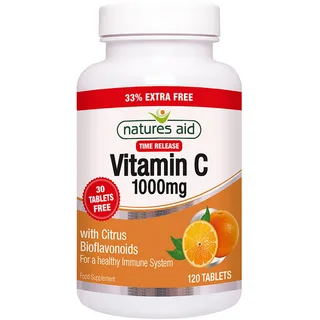 33% EXTRA FREE
natures aid
TIME RELEASE
Vitamin C
1000mg
30
TABLETS
FREE
with Citrus
Bioflavonoids
For a healthy Immune System
Food Supplement
120 TABLETS